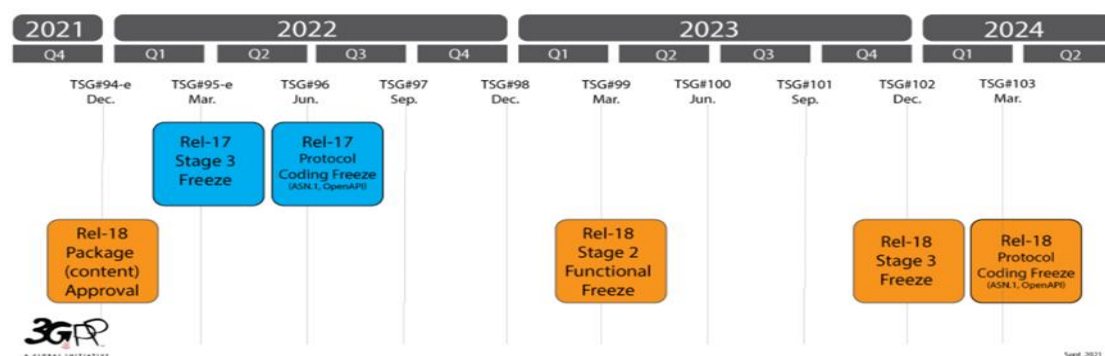 2021 2022 2023 2024
Q4 Q1 Q2 Q3 Q4 Q1 Q2 Q3 Q4 Q1 Q2
TSG#94-e TSG#95-e TSG#96 TSG#97 TSG#98 TSG#99 TSG#100 TSG#101 TSG#102 TSG#103
Dec. Mar. Jun. Sep. Dec. Mar. Jun. Sep. Dec. Mar.
Rel-17
Stage 3
Freeze
Rel-17
Protocol
Coding Freeze
(ASN.1, OpenAPI)
Rel-18
Package
(content)
Approval
Rel-18
Stage 2
Functional
Freeze
Rel-18
Stage 3
Freeze
Rel-18
Protocol
Coding Freeze
(ASN.1, OpenAPI)
3GPP
A GLOBAL INITIATIVE
Sept. 2021